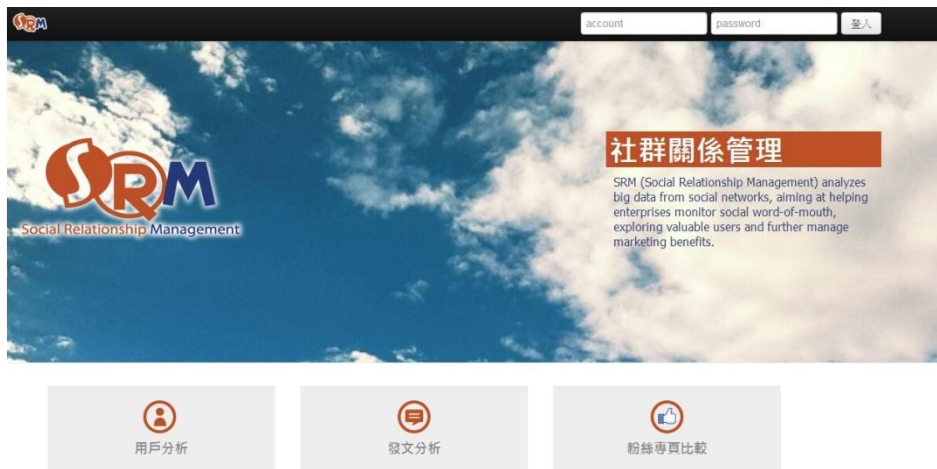 SRM
account
password
登入
SRM
Social Relationship Management
社群關係管理
SRM (Social Relationship Management) analyzes
big data from social networks, aiming at helping
enterprises monitor social word-of-mouth,
exploring valuable users and further manage
marketing benefits.
用戶分析
發文分析
粉絲專頁比較